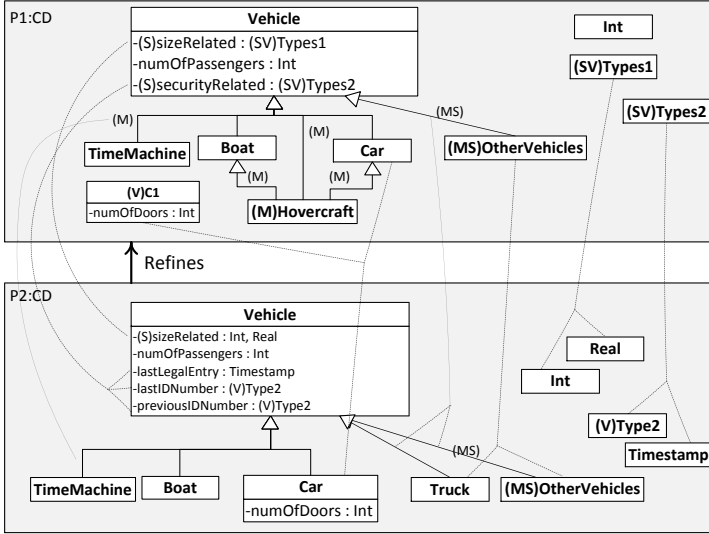 P1:CD
Vehicle
-(S)sizeRelated : (SV)Types1
-numOfPassengers : Int
-(S)securityRelated : (SV)Types2
Int
(SV)Types1
(SV)Types2
(M)
(M)
(MS)
TimeMachine
Boat
Car
(MS)OtherVehicles
(M)
(M)
(V)C1
-numOfDoors : Int
(M)Hovercraft
Refines
P2:CD
Vehicle
-(S)sizeRelated : Int, Real
-numOfPassengers : Int
-lastLegalEntry : Timestamp
-lastIDNumber : (V)Type2
-previousIDNumber : (V)Type2
Real
Int
(V)Type2
Timestamp
(MS)
TimeMachine
Boat
Car
-numOfDoors : Int
Truck
(MS)OtherVehicles